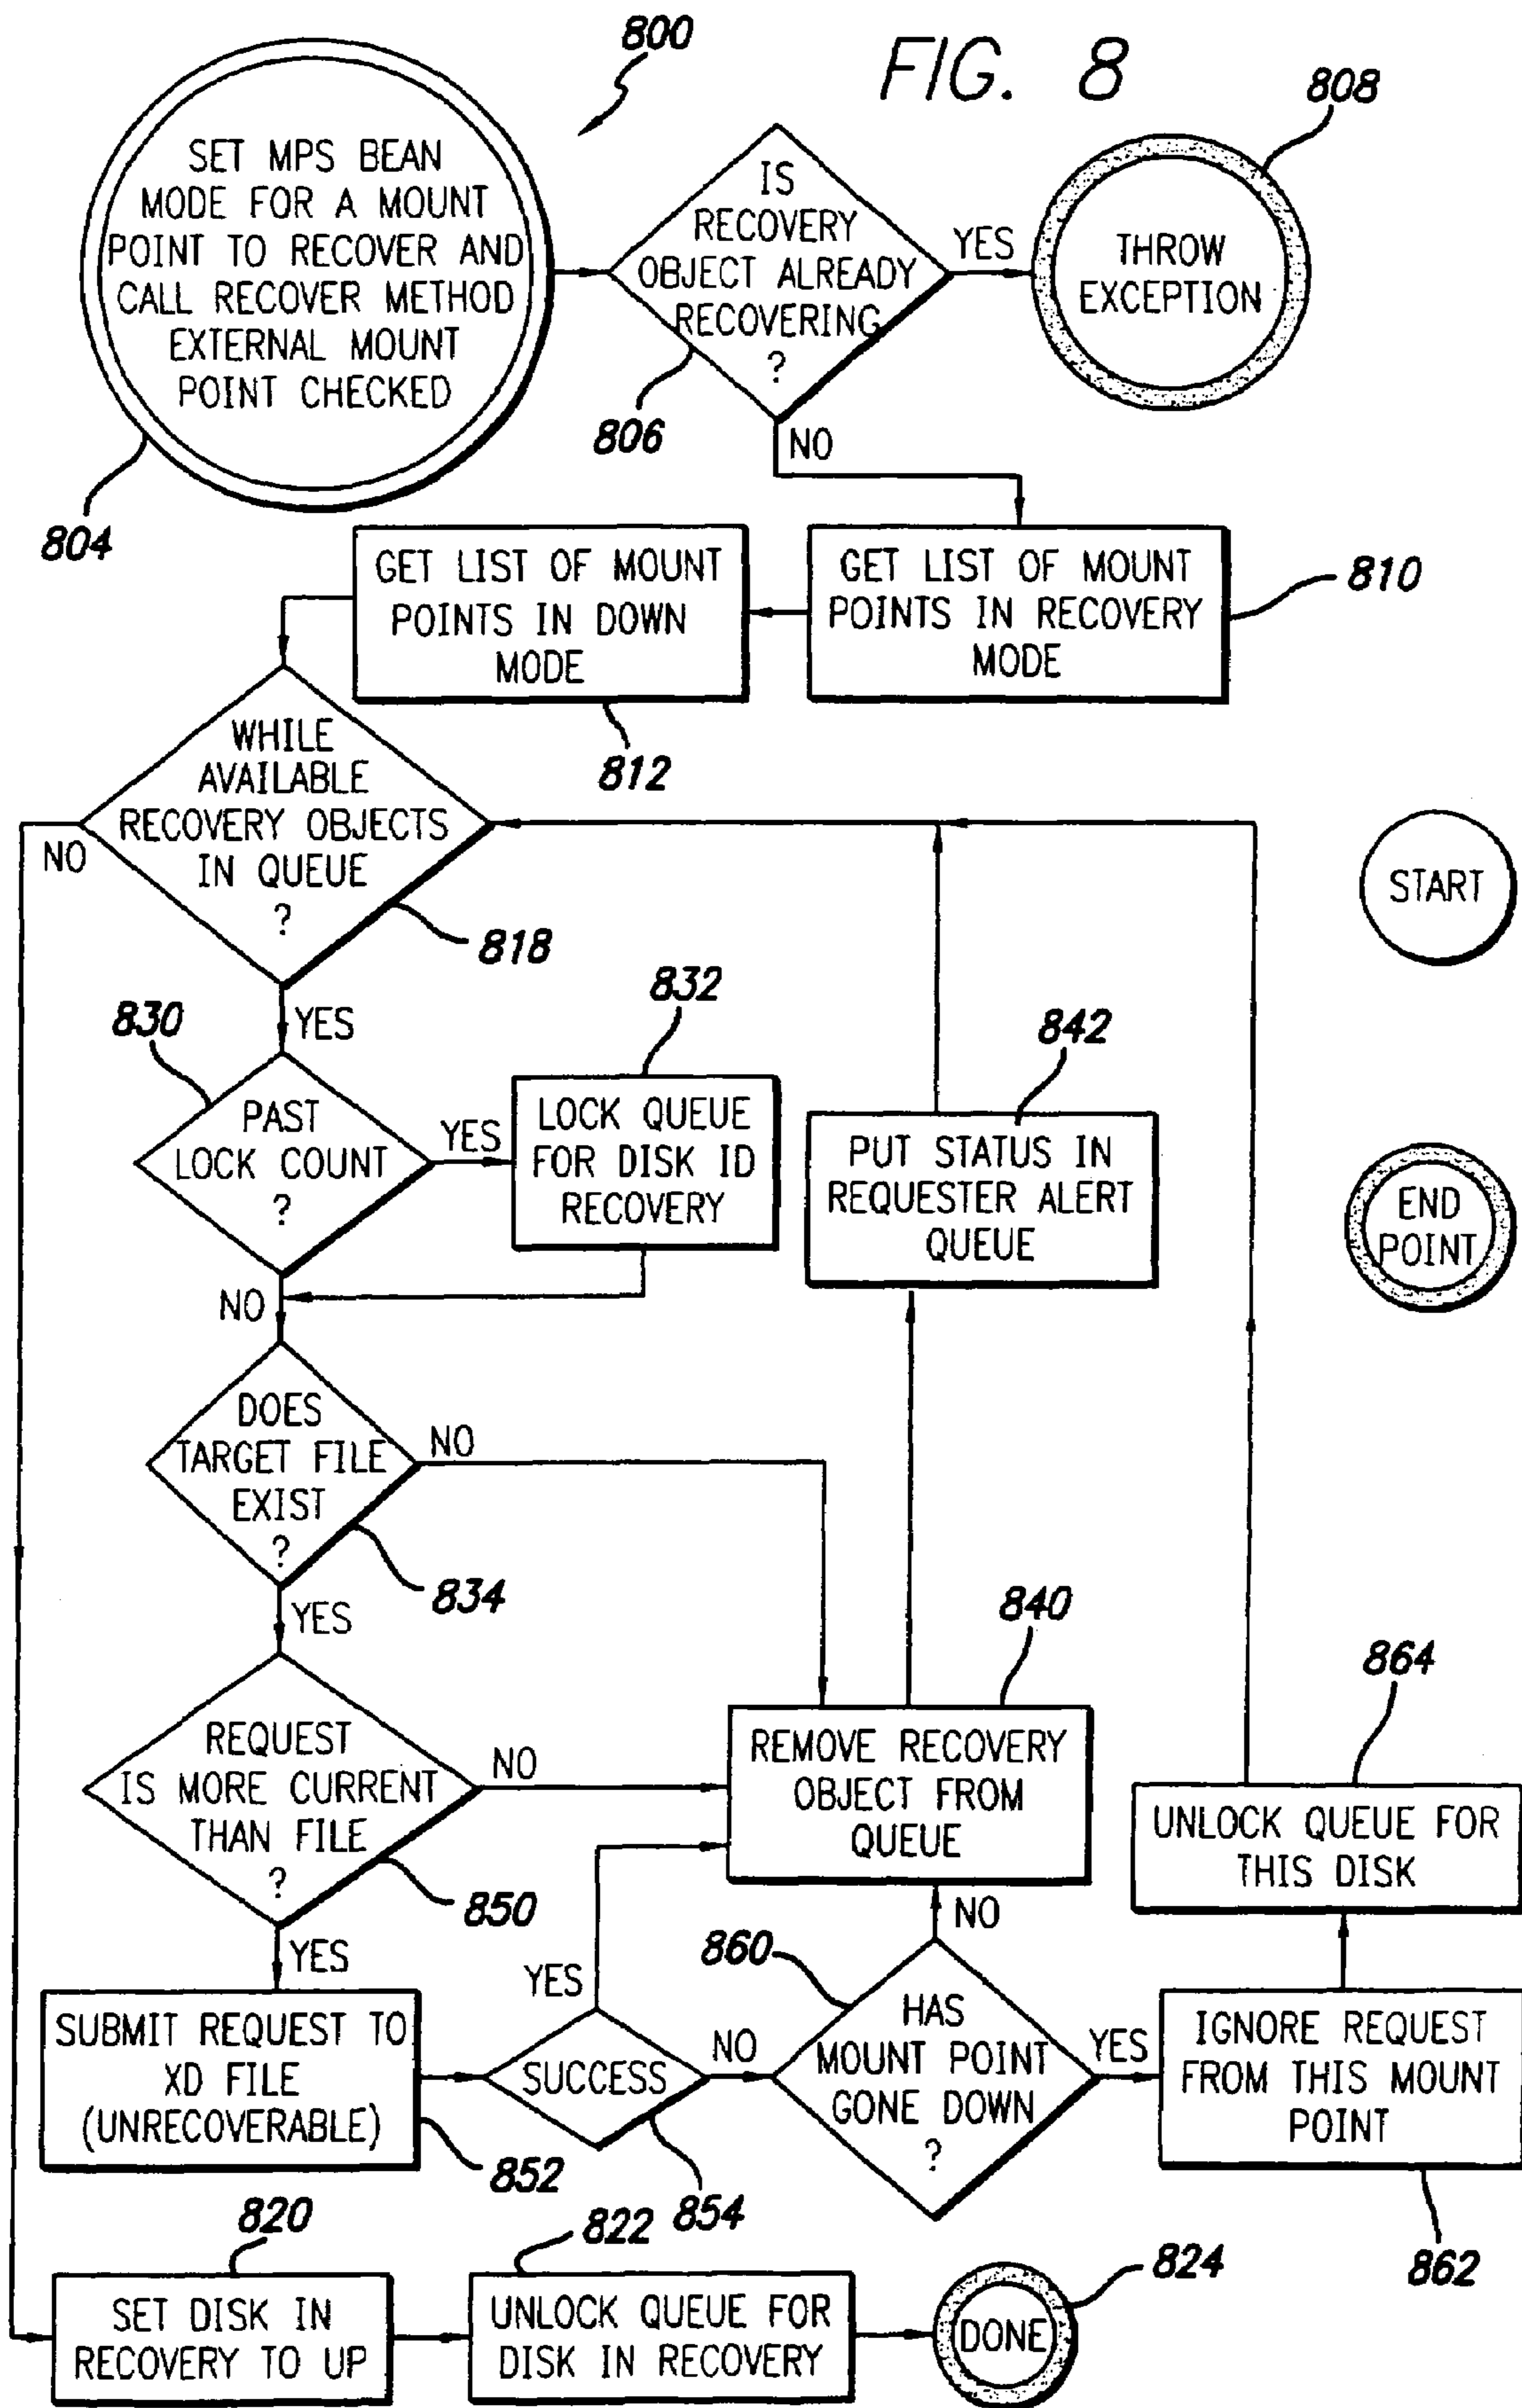 800
FIG. 8
808
SET MPS BEAN
MODE FOR A MOUNT
POINT TO RECOVER AND
CALL RECOVER METHOD
EXTERNAL MOUNT
POINT CHECKED
804
IS
RECOVERY
OBJECT ALREADY
RECOVERING
?
806
YES
NO
THROW
EXCEPTION
GET LIST OF MOUNT
POINTS IN DOWN
MODE
812
GET LIST OF MOUNT
POINTS IN RECOVERY
MODE
810
WHILE
AVAILABLE
RECOVERY OBJECTS
IN QUEUE
?
NO
818
YES
START
830
PAST
LOCK COUNT
?
YES
832
LOCK QUEUE
FOR DISK ID
RECOVERY
NO
842
PUT STATUS IN
REQUESTER ALERT
QUEUE
END
POINT
DOES
TARGET FILE
EXIST
?
NO
834
YES
840
REMOVE RECOVERY
OBJECT FROM
QUEUE
864
UNLOCK QUEUE FOR
THIS DISK
REQUEST
IS MORE CURRENT
THAN FILE
?
NO
850
YES
SUBMIT REQUEST TO
XD FILE
(UNRECOVERABLE)
852
YES
SUCCESS
NO
854
860
NO
HAS
MOUNT POINT
GONE DOWN
?
YES
IGNORE REQUEST
FROM THIS MOUNT
POINT
862
820
SET DISK IN
RECOVERY TO UP
822
UNLOCK QUEUE FOR
DISK IN RECOVERY
824
DONE